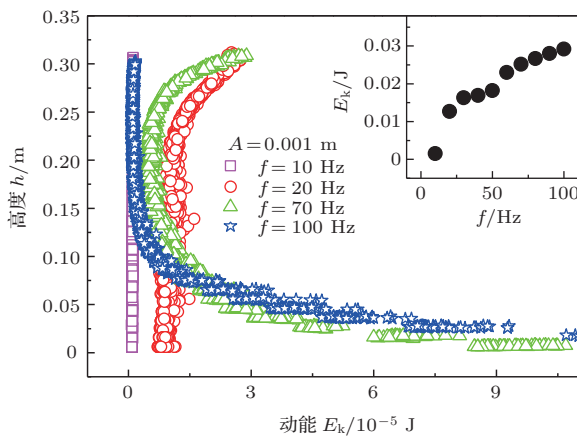 0.30
0.25
0.20
0.15
0.10
0.05
0
高度 h/m
0
3
6
9
动能 Eₖ/10⁻⁵ J
A=0.001 m
f=10 Hz
f=20 Hz
f=70 Hz
f=100 Hz
0.03
0.02
0.01
0
Eₖ/J
0
50
100
f/Hz